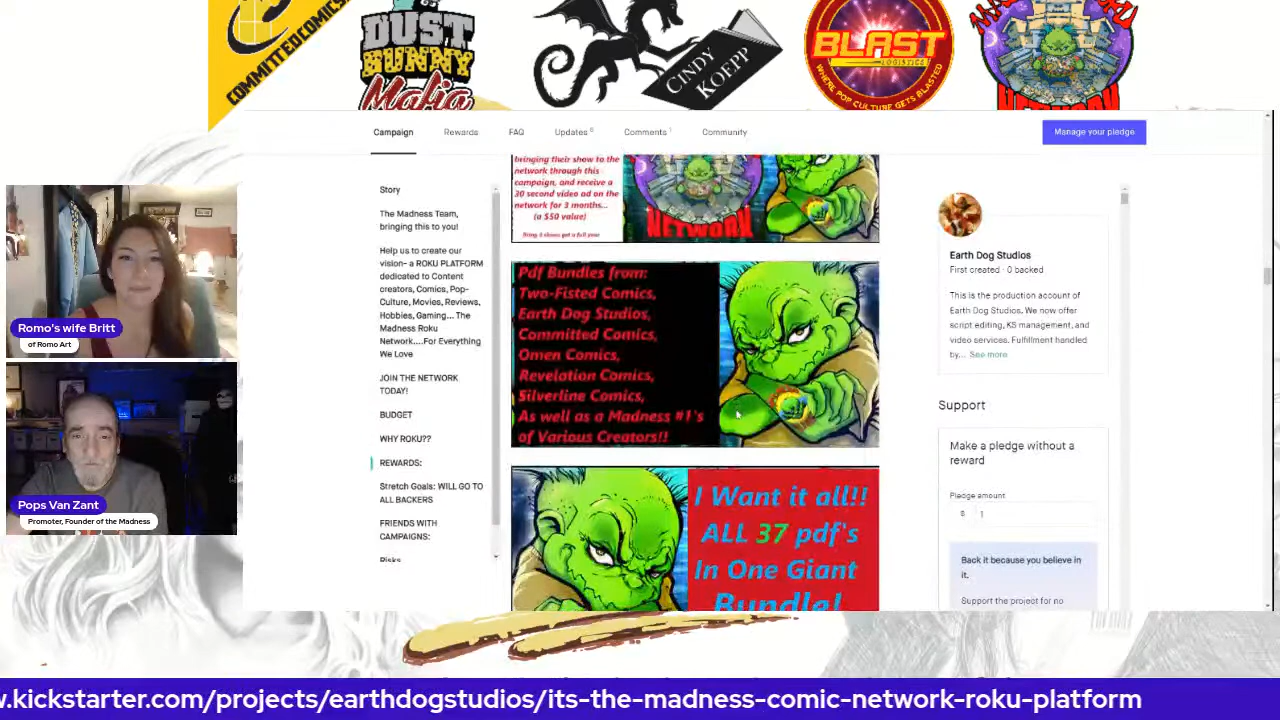 COMMITTEDCOMICS
DUST
BUNNY
Mafia
CINDY
KOEPP
BLAST
LOGISTICS
WHERE POP CULTURE GETS BLASTED
NETWORK
Campaign
Rewards
FAQ
Updates 6
Comments 7
Community
Manage your pledge
Story
The Madness Team,
bringing this to you!
Help us to create our
vision- a ROKU PLATFORM
dedicated to Content
creators, Comics, Pop-
Culture, Movies, Reviews,
Hobbies, Gaming... The
Madness Roku
Network....For Everything
We Love
JOIN THE NETWORK
TODAY!
BUDGET
WHY ROKU??
REWARDS:
Stretch Goals: WILL GO TO
ALL BACKERS
FRIENDS WITH
CAMPAIGNS:
Risks
bringing their show to the
network through this
campaign, and receive a
30 second video ad on the
network for 3 months...
(a $50 value)
NETWORK
Pdf Bundles from:
Two-Fisted Comics,
Earth Dog Studios,
Committed Comics,
Omen Comics,
Revelation Comics,
Silverline Comics,
As well as a Madness #1's
of Various Creators!!
I Want it all!!
ALL 37 pdf's
In One Giant
Bundle!
Earth Dog Studios
First created · 0 backed
This is the production account of
Earth Dog Studios. We now offer
script editing, KS management, and
video services. Fulfillment handled
by... See more
Support
Make a pledge without a
reward
Pledge amount
$ 1
Back it because you believe in
it.
Support the project for no
Romo's wife Britt
of Romo Art
Pops Van Zant
Promoter, Founder of the Madness
w.kickstarter.com/projects/earthdogstudios/its-the-madness-comic-network-roku-platform